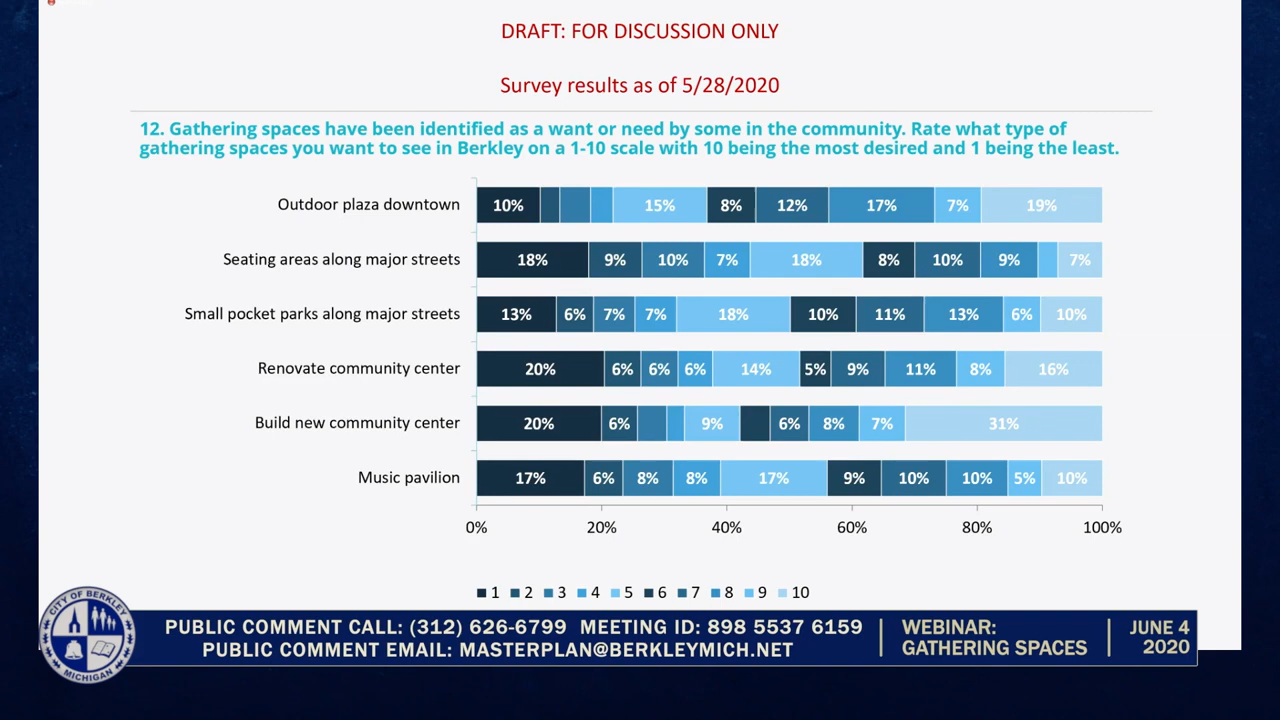 DRAFT: FOR DISCUSSION ONLY
Survey results as of 5/28/2020
12. Gathering spaces have been identified as a want or need by some in the community. Rate what type of
gathering spaces you want to see in Berkley on a 1-10 scale with 10 being the most desired and 1 being the least.
Outdoor plaza downtown 10% 15% 8% 12% 17% 7% 19%
Seating areas along major streets 18% 9% 10% 7% 18% 8% 10% 9% 7%
Small pocket parks along major streets 13% 6% 7% 7% 18% 10% 11% 13% 6% 10%
Renovate community center 20% 6% 6% 6% 14% 5% 9% 11% 8% 16%
Build new community center 20% 6% 9% 6% 8% 7% 31%
Music pavilion 17% 6% 8% 8% 17% 9% 10% 10% 5% 10%
0% 20% 40% 60% 80% 100%
1 2 3 4 5 6 7 8 9 10
CITY OF BERKLEY
MICHIGAN
PUBLIC COMMENT CALL: (312) 626-6799 MEETING ID: 898 5537 6159
PUBLIC COMMENT EMAIL: MASTERPLAN@BERKLEYMICH.NET
WEBINAR:
GATHERING SPACES
JUNE 4
2020